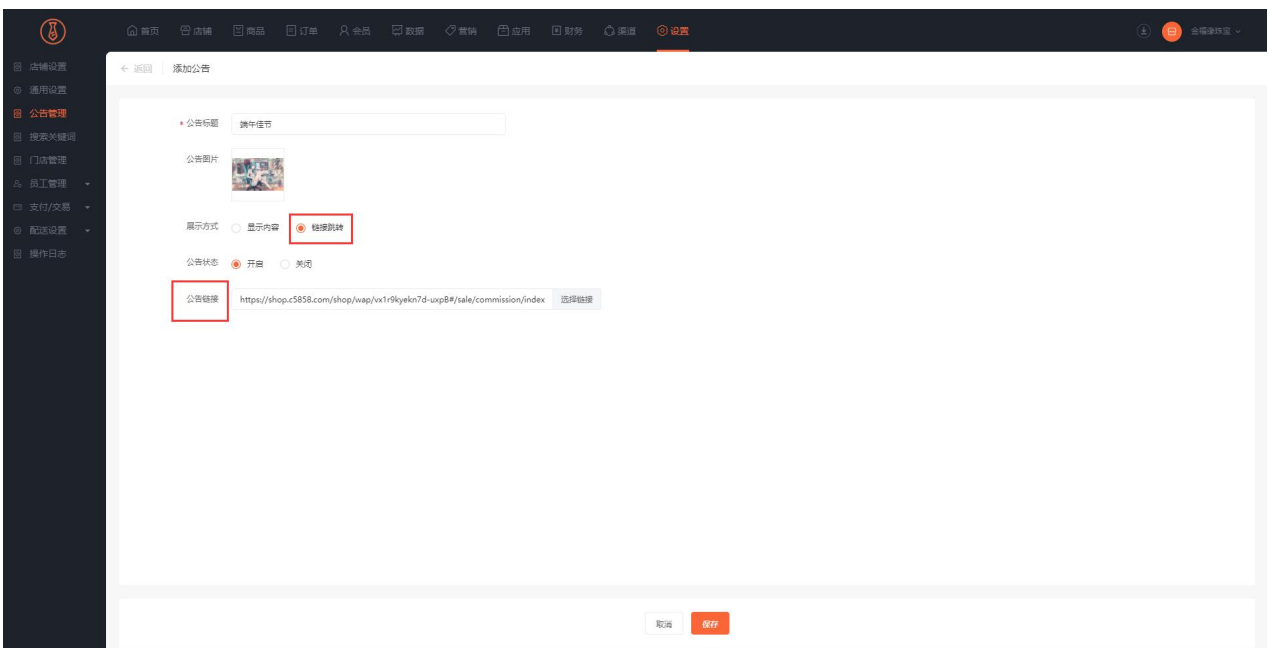 首页 店铺 商品 订单 会员 数据 营销 应用 财务 渠道 设置
金福缘珠宝
店铺设置
通用设置
公告管理
搜索关键词
门店管理
员工管理
支付/交易
配送设置
操作日志
返回 添加公告
* 公告标题 端午佳节
公告图片
展示方式 显示内容 链接跳转
公告状态 开启 关闭
公告链接 https://shop.c5858.com/shop/wap/vx1r9kyekn7d-uxpB#/sale/commission/index 选择链接
取消 保存